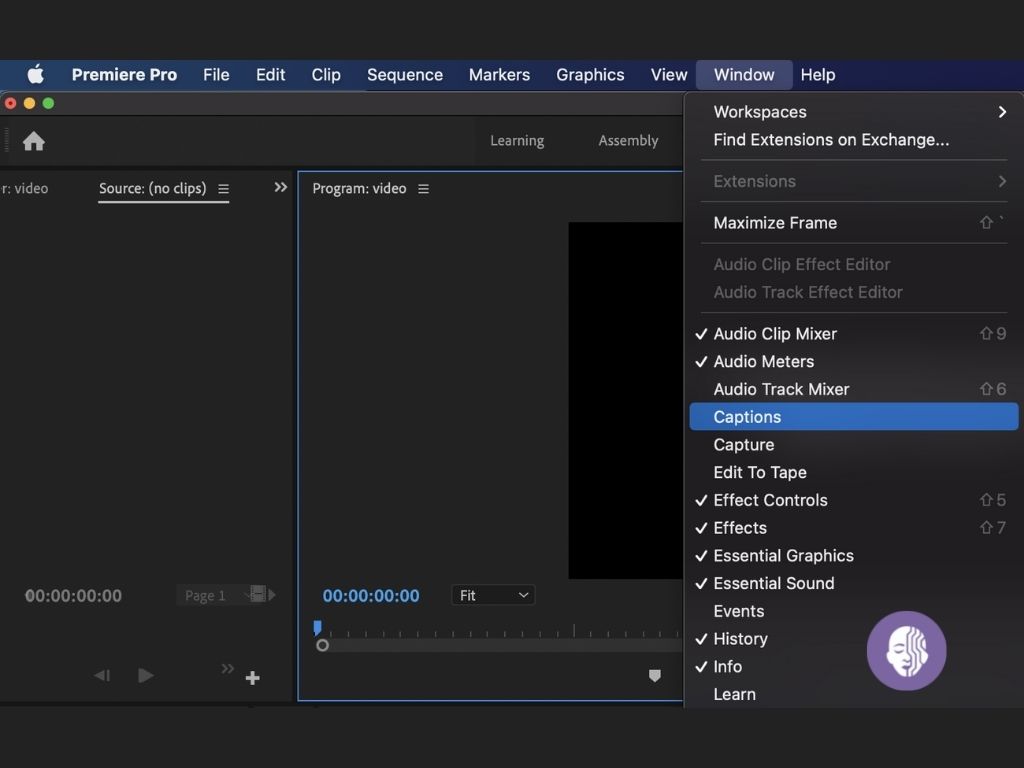 Premiere Pro File Edit Clip Sequence Markers Graphics View Window Help
Learning Assembly
r: video Source: (no clips) Program: video
Workspaces
Find Extensions on Exchange...
Extensions
Maximize Frame ⇧ `
Audio Clip Effect Editor
Audio Track Effect Editor
✓ Audio Clip Mixer ⇧ 9
✓ Audio Meters
Audio Track Mixer ⇧ 6
Captions
Capture
Edit To Tape
✓ Effect Controls ⇧ 5
✓ Effects ⇧ 7
✓ Essential Graphics
✓ Essential Sound
Events
✓ History
✓ Info
Learn
00:00:00:00 Page 1 00:00:00:00 Fit